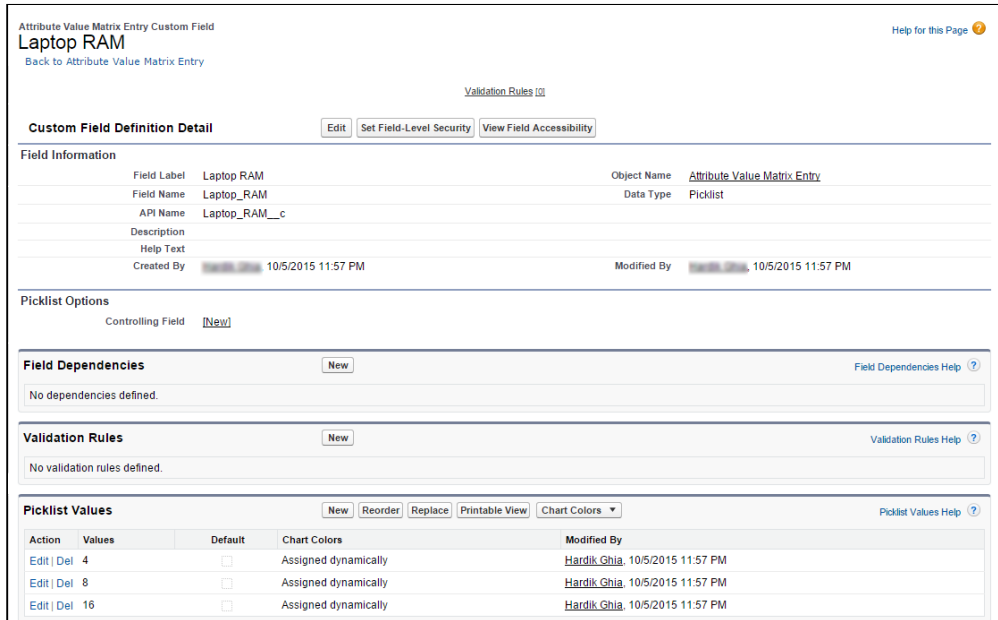 Attribute Value Matrix Entry Custom Field
Laptop RAM
Back to Attribute Value Matrix Entry
Help for this Page ?
Validation Rules [0]
Custom Field Definition Detail Edit Set Field-Level Security View Field Accessibility
Field Information
Field Label Laptop RAM Object Name Attribute Value Matrix Entry
Field Name Laptop_RAM Data Type Picklist
API Name Laptop_RAM__c
Description
Help Text
Created By , 10/5/2015 11:57 PM Modified By , 10/5/2015 11:57 PM
Picklist Options
Controlling Field [New]
Field Dependencies New Field Dependencies Help ?
No dependencies defined.
Validation Rules New Validation Rules Help ?
No validation rules defined.
Picklist Values New Reorder Replace Printable View Chart Colors ▼ Picklist Values Help ?
Action Values Default Chart Colors Modified By
Edit | Del 4 Assigned dynamically Hardik Ghia, 10/5/2015 11:57 PM
Edit | Del 8 Assigned dynamically Hardik Ghia, 10/5/2015 11:57 PM
Edit | Del 16 Assigned dynamically Hardik Ghia, 10/5/2015 11:57 PM